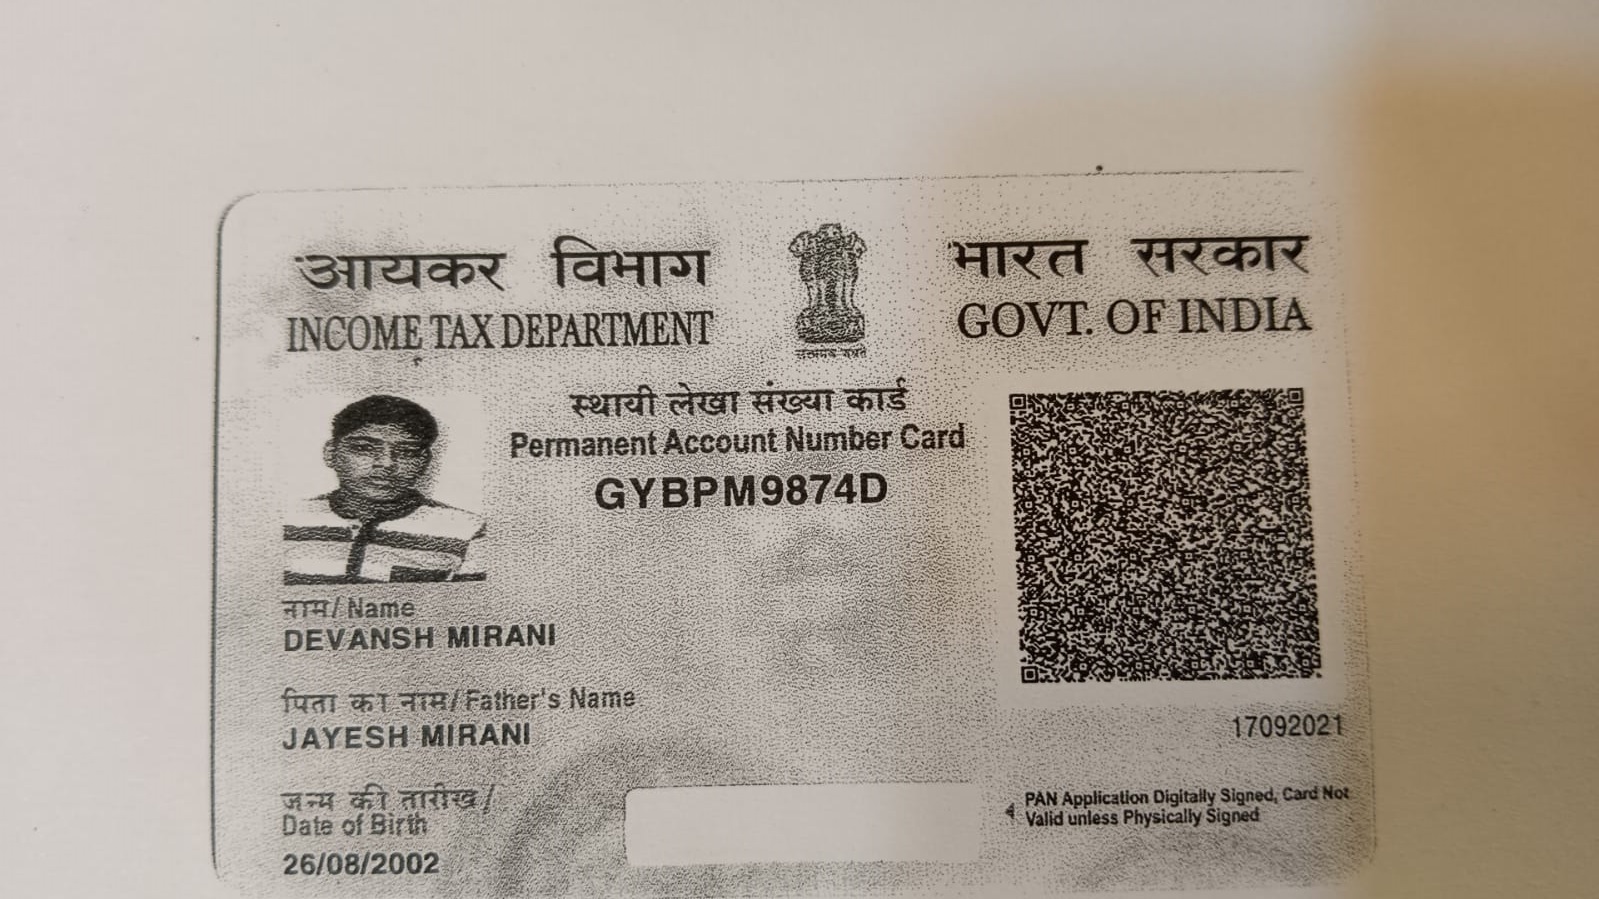 आयकर विभाग
INCOME TAX DEPARTMENT
सत्यमेव जयते
भारत सरकार
GOVT. OF INDIA
स्थायी लेखा संख्या कार्ड
Permanent Account Number Card
GYBPM9874D
नाम/ Name
DEVANSH MIRANI
पिता का नाम/ Father's Name
JAYESH MIRANI
17092021
जन्म की तारीख /
Date of Birth
26/08/2002
PAN Application Digitally Signed, Card Not
Valid unless Physically Signed